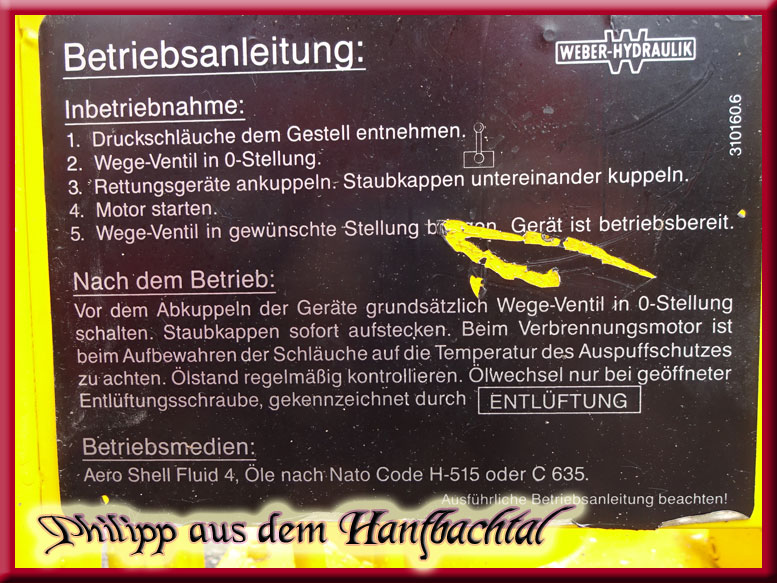 Betriebsanleitung:
WEBER-HYDRAULIK
310160.6
Inbetriebnahme:
1. Druckschläuche dem Gestell entnehmen.
2. Wege-Ventil in 0-Stellung.
3. Rettungsgeräte ankuppeln. Staubkappen untereinander kuppeln.
4. Motor starten.
5. Wege-Ventil in gewünschte Stellung Gerät ist betriebsbereit.
Nach dem Betrieb:
Vor dem Abkuppeln der Geräte grundsätzlich Wege-Ventil in 0-Stellung
schalten. Staubkappen sofort aufstecken. Beim Verbrennungsmotor ist
beim Aufbewahren der Schläuche auf die Temperatur des Auspuffschutzes
zu achten. Ölstand regelmäßig kontrollieren. Ölwechsel nur bei geöffneter
Entlüftungsschraube, gekennzeichnet durch ENTLÜFTUNG
Betriebsmedien:
Aero Shell Fluid 4, Öle nach Nato Code H-515 oder C 635.
Ausführliche Betriebsanleitung beachten!
Philipp aus dem Hanfbachtal